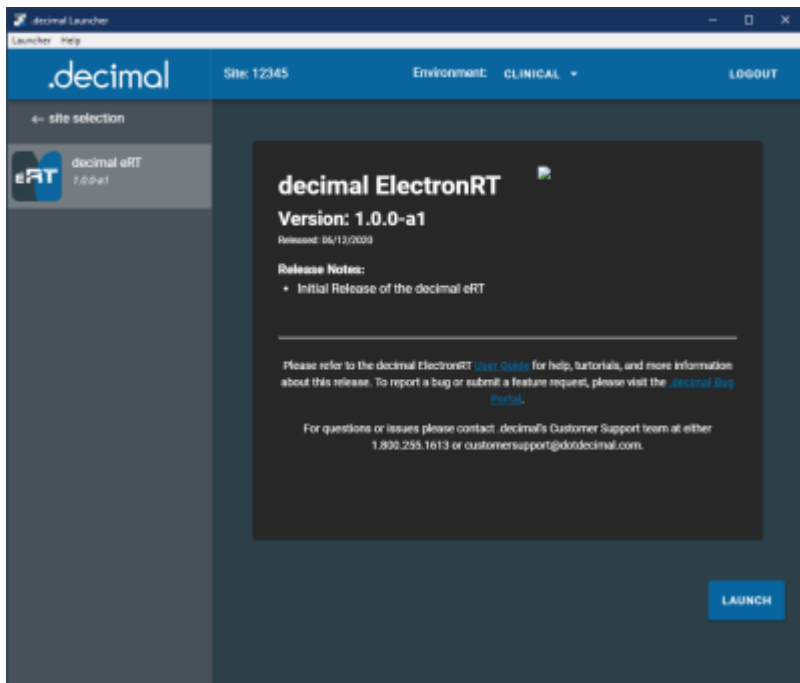 .decimal Launcher
Launcher Help
.decimal
Site: 12345
Environment: CLINICAL
LOGOUT
← site selection
eRT
decimal eRT
1.0.0-a1
decimal ElectronRT
Version: 1.0.0-a1
Released: 06/12/2020
Release Notes:
• Initial Release of the decimal eRT
Please refer to the decimal ElectronRT User Guide for help, turtorials, and more information
about this release. To report a bug or submit a feature request, please visit the .decimal Bug
Portal.
For questions or issues please contact .decimal's Customer Support team at either
1.800.255.1613 or customersupport@dotdecimal.com.
LAUNCH